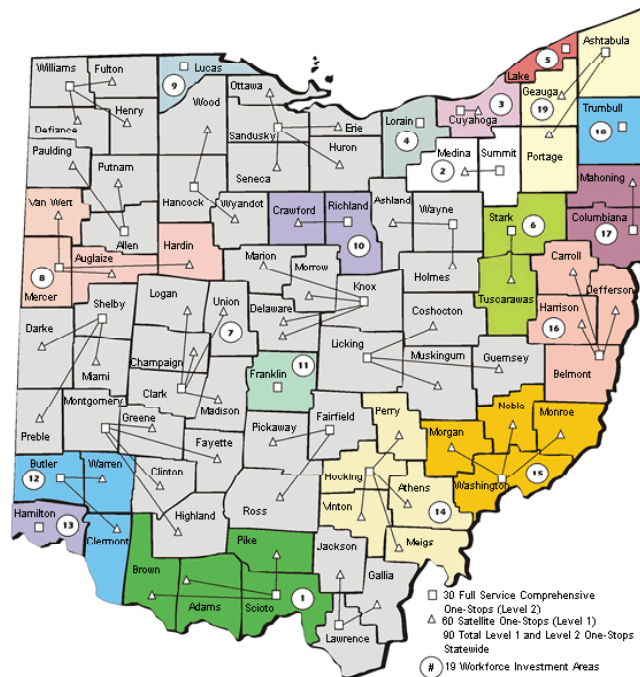 Ashtabula
Williams
Fulton
Lucas
9
5
Lake
Geauga
Ottawa
Wood
19
3
Cuyahoga
Henry
Lorain
4
Trumbull
18
Defiance
Sandusky
Erie
Medina
Summit
Portage
2
Paulding
Huron
Putnam
Seneca
Mahoning
Van Wert
Hancock
Wyandot
Crawford
Richland
Ashland
Wayne
Stark
6
Columbiana
17
Allen
Hardin
10
Carroll
Auglaize
8
Mercer
Marion
Morrow
Holmes
Jefferson
Tuscarawas
Shelby
Logan
Union
Delaware
Knox
Coshocton
Harrison
16
Darke
7
Licking
Champaign
Franklin
11
Muskingum
Guernsey
Belmont
Miami
Clark
Madison
Montgomery
Preble
Greene
Fayette
Pickaway
Fairfield
Perry
Noble
Monroe
Morgan
Butler
Warren
12
Clinton
Hocking
Athens
Washington
15
Hamilton
13
Highland
Ross
Vinton
14
Clermont
Pike
Meigs
Jackson
Brown
Gallia
Adams
Scioto
1
Lawrence
30 Full Service Comprehensive
One-Stops (Level 2)
60 Satellite One-Stops (Level 1)
90 Total Level 1 and Level 2 One-Stops
Statewide
# 19 Workforce Investment Areas